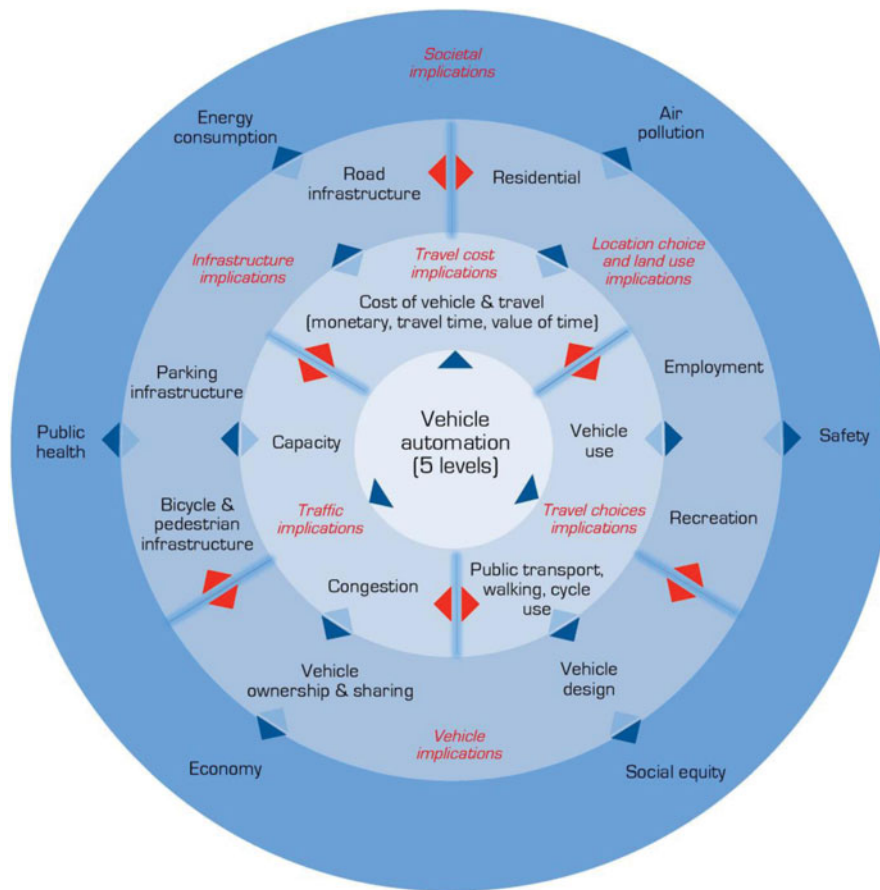 Societal
implications
Energy
consumption
Air
pollution
Road
infrastructure
Residential
Infrastructure
implications
Travel cost
implications
Location choice
and land use
implications
Cost of vehicle & travel
(monetary, travel time, value of time)
Parking
infrastructure
Employment
Public
health
Capacity
Vehicle
automation
(5 levels)
Vehicle
use
Safety
Bicycle &
pedestrian
infrastructure
Traffic
implications
Travel choices
implications
Recreation
Congestion
Public transport,
walking, cycle
use
Vehicle
ownership & sharing
Vehicle
design
Vehicle
implications
Economy
Social equity